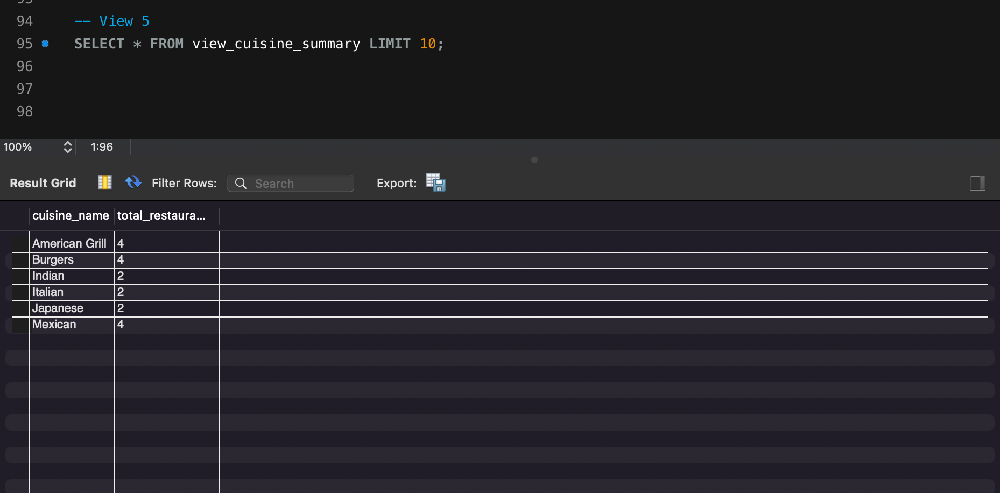 93
94 -- View 5
95 SELECT * FROM view_cuisine_summary LIMIT 10;
96
97
98
100% 1:96
Result Grid Filter Rows: Search Export:
cuisine_name total_restaura...
American Grill 4
Burgers 4
Indian 2
Italian 2
Japanese 2
Mexican 4